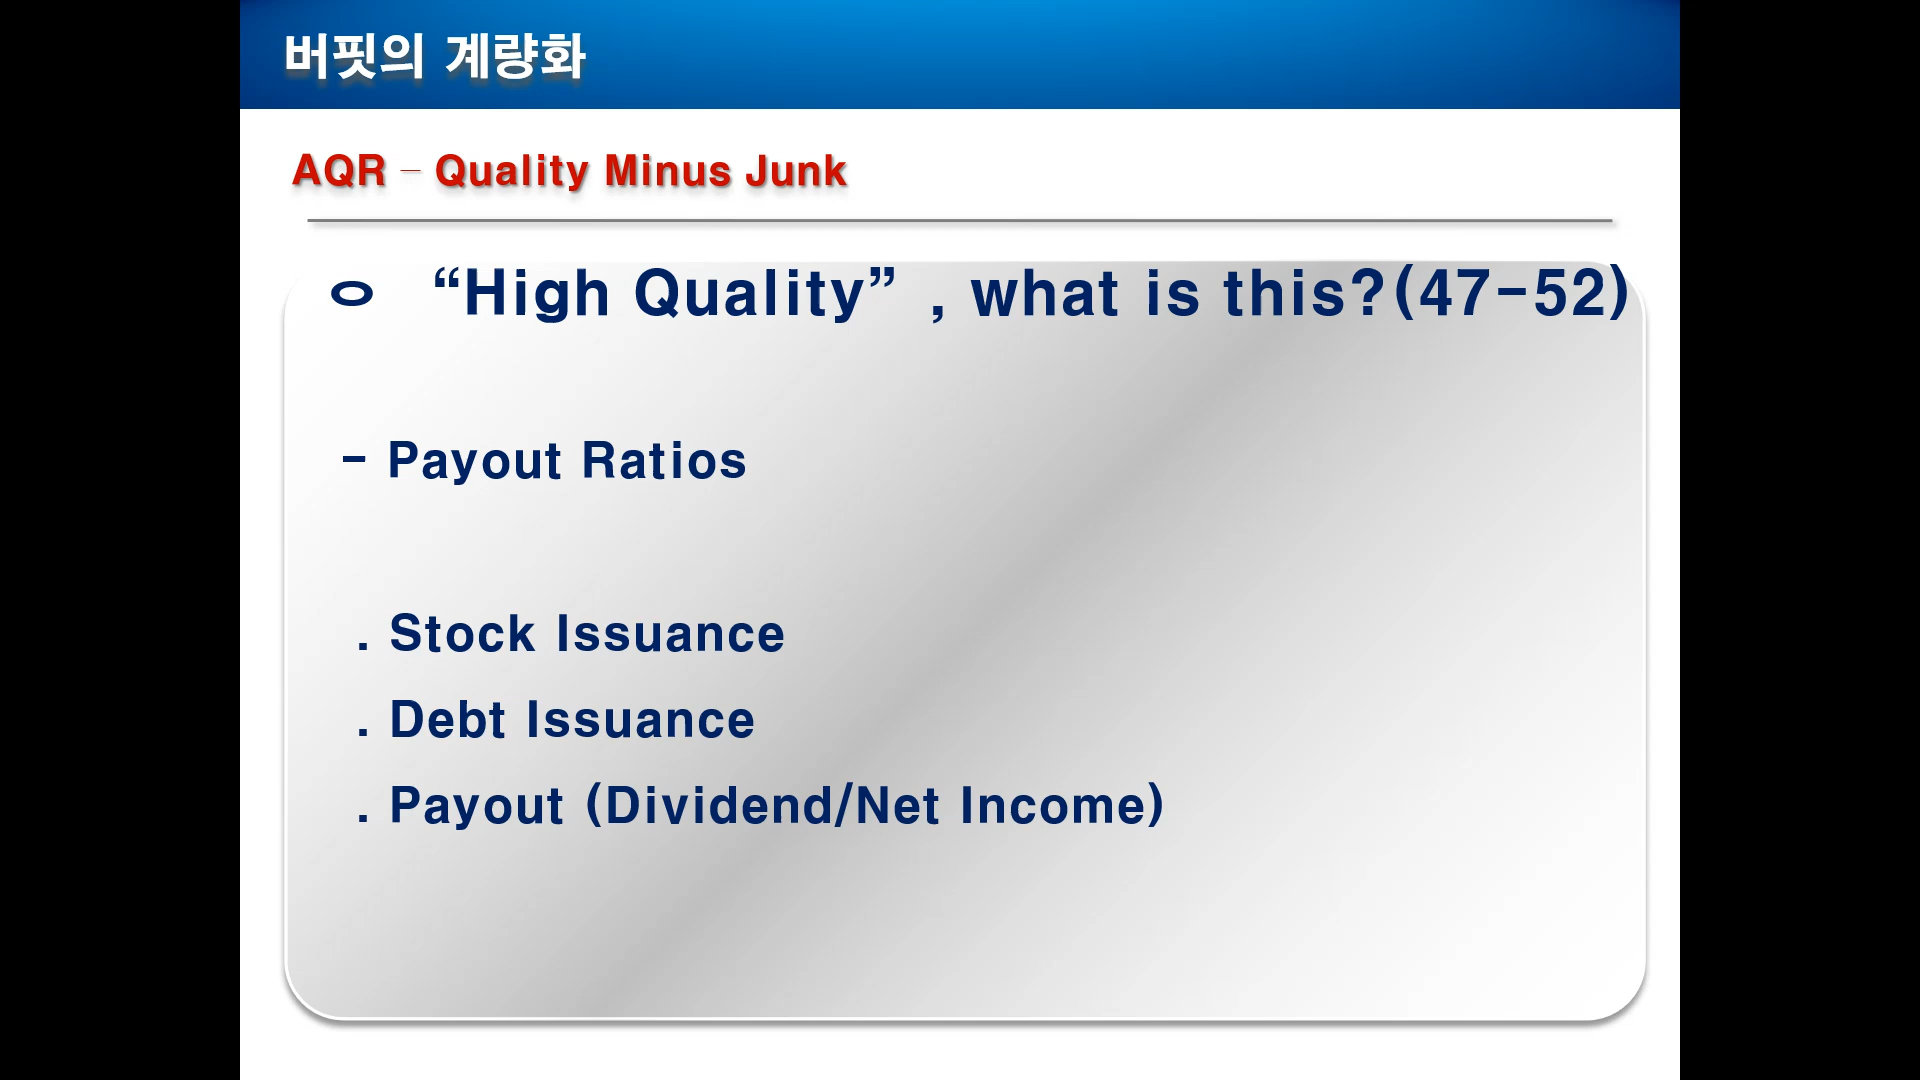 버핏의 계량화
AQR – Quality Minus Junk
ㅇ “High Quality” , what is this?(47-52)
- Payout Ratios
. Stock Issuance
. Debt Issuance
. Payout (Dividend/Net Income)